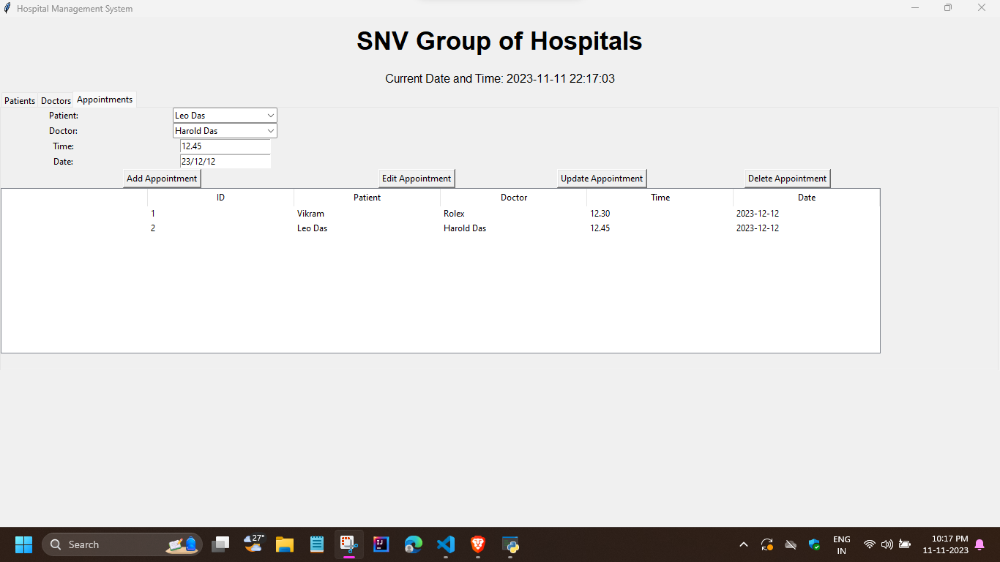 Hospital Management System
SNV Group of Hospitals
Current Date and Time: 2023-11-11 22:17:03
Patients Doctors Appointments
Patient: Leo Das
Doctor: Harold Das
Time: 12.45
Date: 23/12/12
Add Appointment Edit Appointment Update Appointment Delete Appointment
ID Patient Doctor Time Date
1 Vikram Rolex 12.30 2023-12-12
2 Leo Das Harold Das 12.45 2023-12-12
Search 27° IJ ENG 10:17 PM
IN 11-11-2023